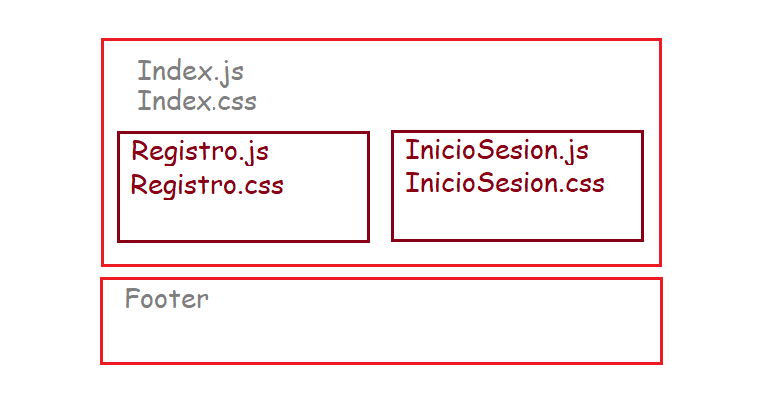 Index.js
Index.css
Registro.js
Registro.css
InicioSesion.js
InicioSesion.css
Footer